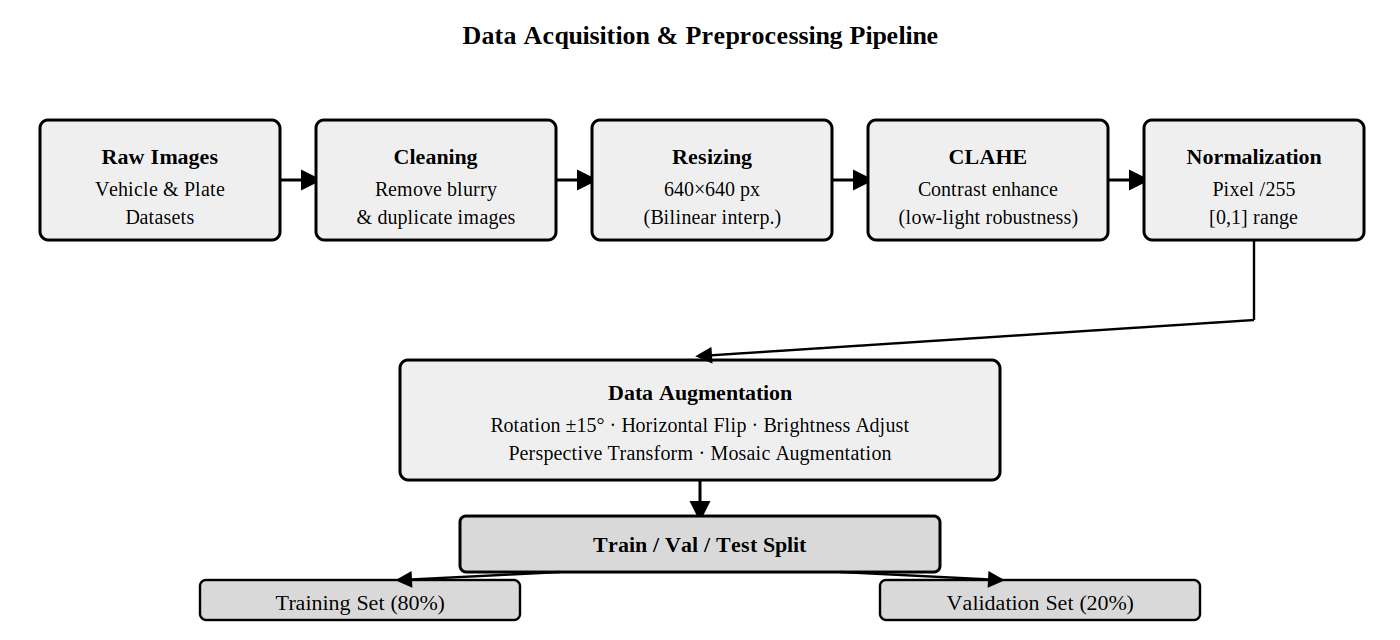 Data Acquisition & Preprocessing Pipeline
Raw Images
Vehicle & Plate
Datasets
Cleaning
Remove blurry
& duplicate images
Resizing
640×640 px
(Bilinear interp.)
CLAHE
Contrast enhance
(low-light robustness)
Normalization
Pixel /255
[0,1] range
Data Augmentation
Rotation ±15° · Horizontal Flip · Brightness Adjust
Perspective Transform · Mosaic Augmentation
Train / Val / Test Split
Training Set (80%)
Validation Set (20%)